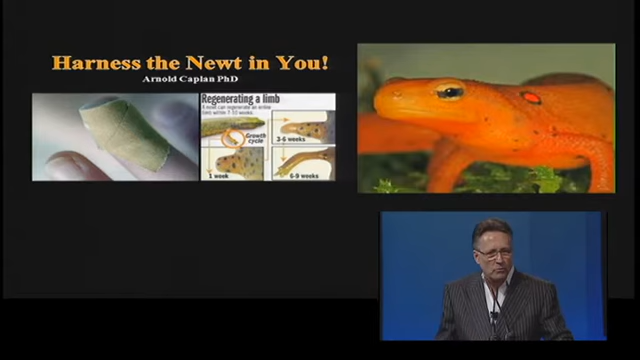 Harness the Newt in You!
Arnold Caplan PhD
Regenerating a limb
Growth
cycle
3-6 weeks
1 week
6-9 weeks